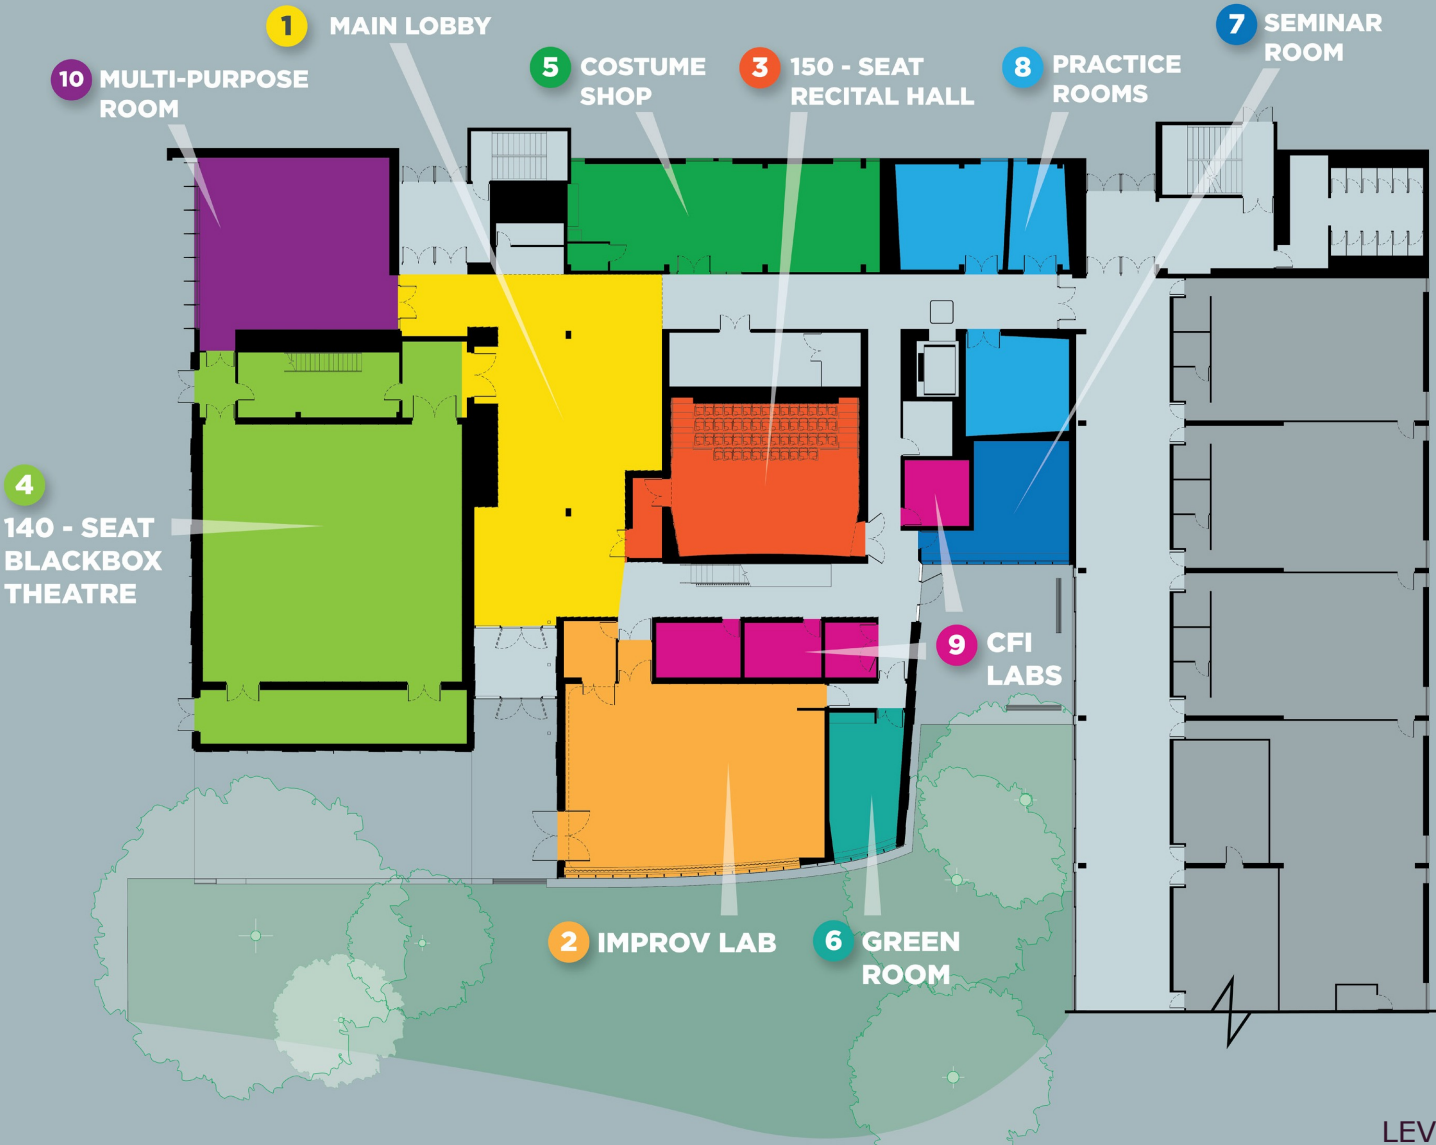 1 MAIN LOBBY
7 SEMINAR
ROOM
10 MULTI-PURPOSE
ROOM
5 COSTUME
SHOP
3 150 - SEAT
RECITAL HALL
8 PRACTICE
ROOMS
4
140 - SEAT
BLACKBOX
THEATRE
9 CFI
LABS
2 IMPROV LAB
6 GREEN
ROOM
LEV